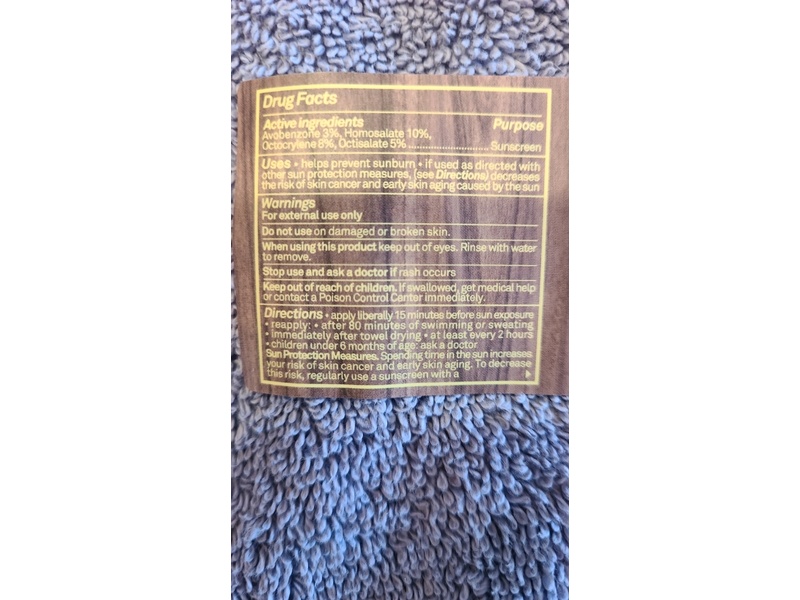 Drug Facts
Active ingredients Purpose
Avobenzone 3%, Homosalate 10%,
Octocrylene 8%, Octisalate 5% ............................ Sunscreen
Uses • helps prevent sunburn • if used as directed with
other sun protection measures, (see Directions) decreases
the risk of skin cancer and early skin aging caused by the sun
Warnings
For external use only
Do not use on damaged or broken skin.
When using this product keep out of eyes. Rinse with water
to remove.
Stop use and ask a doctor if rash occurs
Keep out of reach of children. If swallowed, get medical help
or contact a Poison Control Center immediately.
Directions • apply liberally 15 minutes before sun exposure
• reapply: • after 80 minutes of swimming or sweating
• immediately after towel drying • at least every 2 hours
• children under 6 months of age: ask a doctor
Sun Protection Measures. Spending time in the sun increases
your risk of skin cancer and early skin aging. To decrease
this risk, regularly use a sunscreen with a